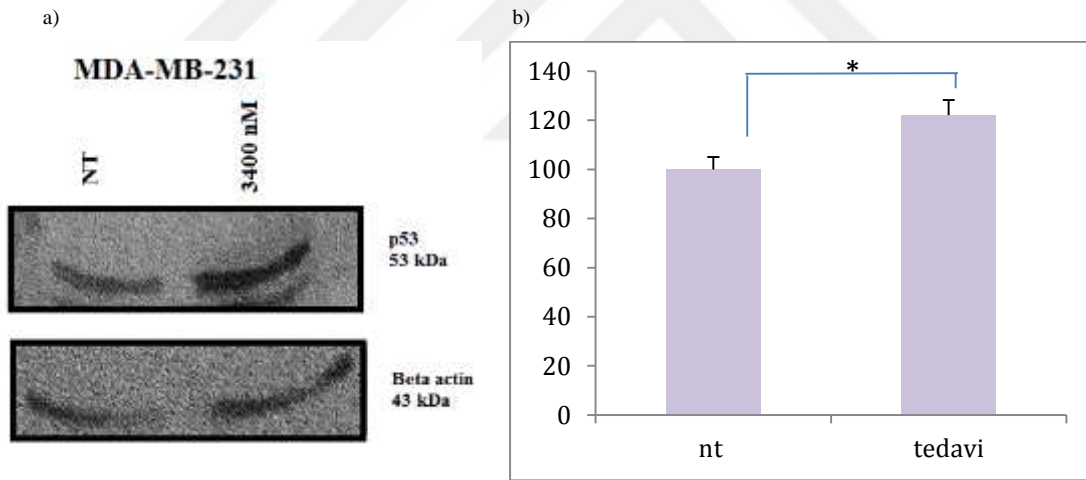 a)
b)
MDA-MB-231
NT
3400 nM
p53
53 kDa
Beta actin
43 kDa
140
120
100
80
60
40
20
0
*
nt
tedavi